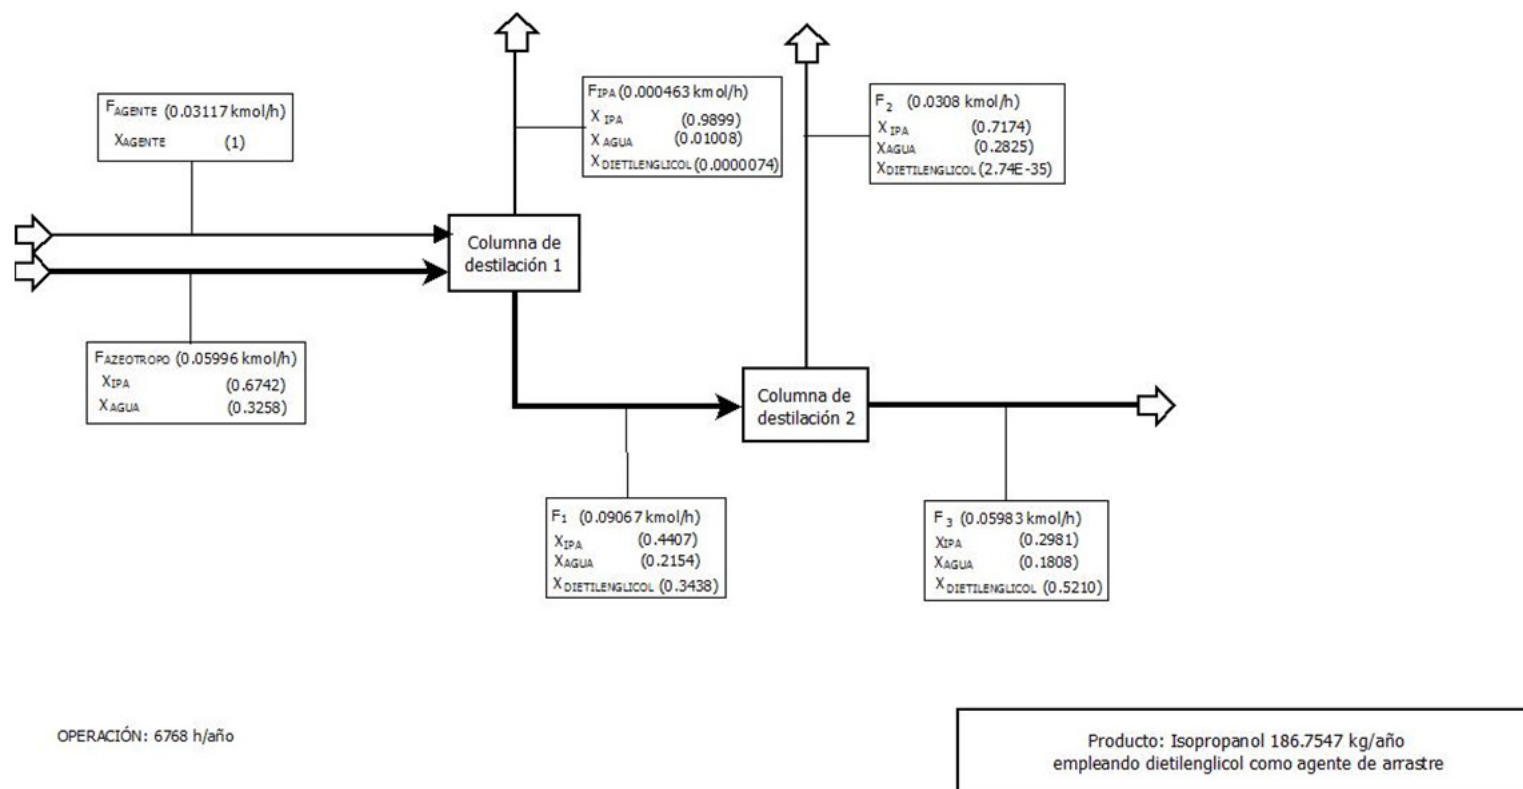 FAGENTE (0.03117 kmol/h)
XAGENTE (1)
FIPA (0.000463 kmol/h)
X IPA (0.9899)
X AGUA (0.01008)
X DIETILENGLICOL (0.0000074)
F2 (0.0308 kmol/h)
X IPA (0.7174)
XAGUA (0.2825)
XDIETILENGLICOL (2.74E-35)
Columna de
destilación 1
FAZEOTROPO (0.05996 kmol/h)
XIPA (0.6742)
X AGUA (0.3258)
Columna de
destilación 2
F1 (0.09067 kmol/h)
XIPA (0.4407)
XAGUA (0.2154)
X DIETILENGLICOL (0.3438)
F3 (0.05983 kmol/h)
XIPA (0.2981)
XAGUA (0.1808)
X DIETILENGLICOL (0.5210)
OPERACIÓN: 6768 h/año
Producto: Isopropanol 186.7547 kg/año
empleando dietilenglicol como agente de arrastre